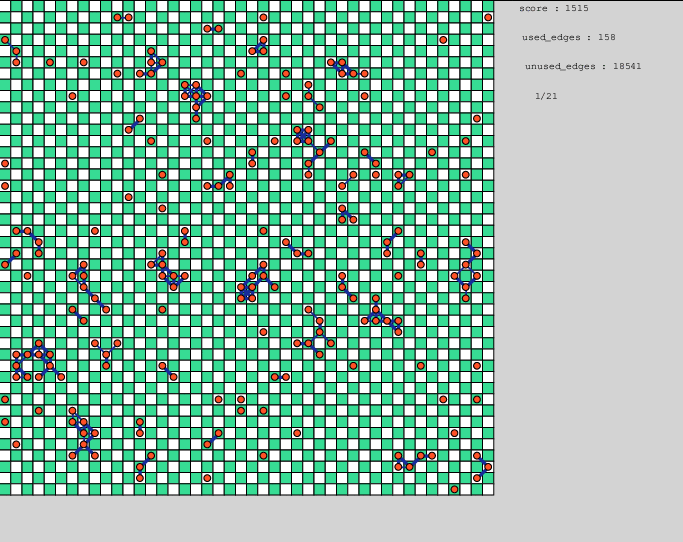 score : 1515
used_edges : 158
unused_edges : 18541
1/21